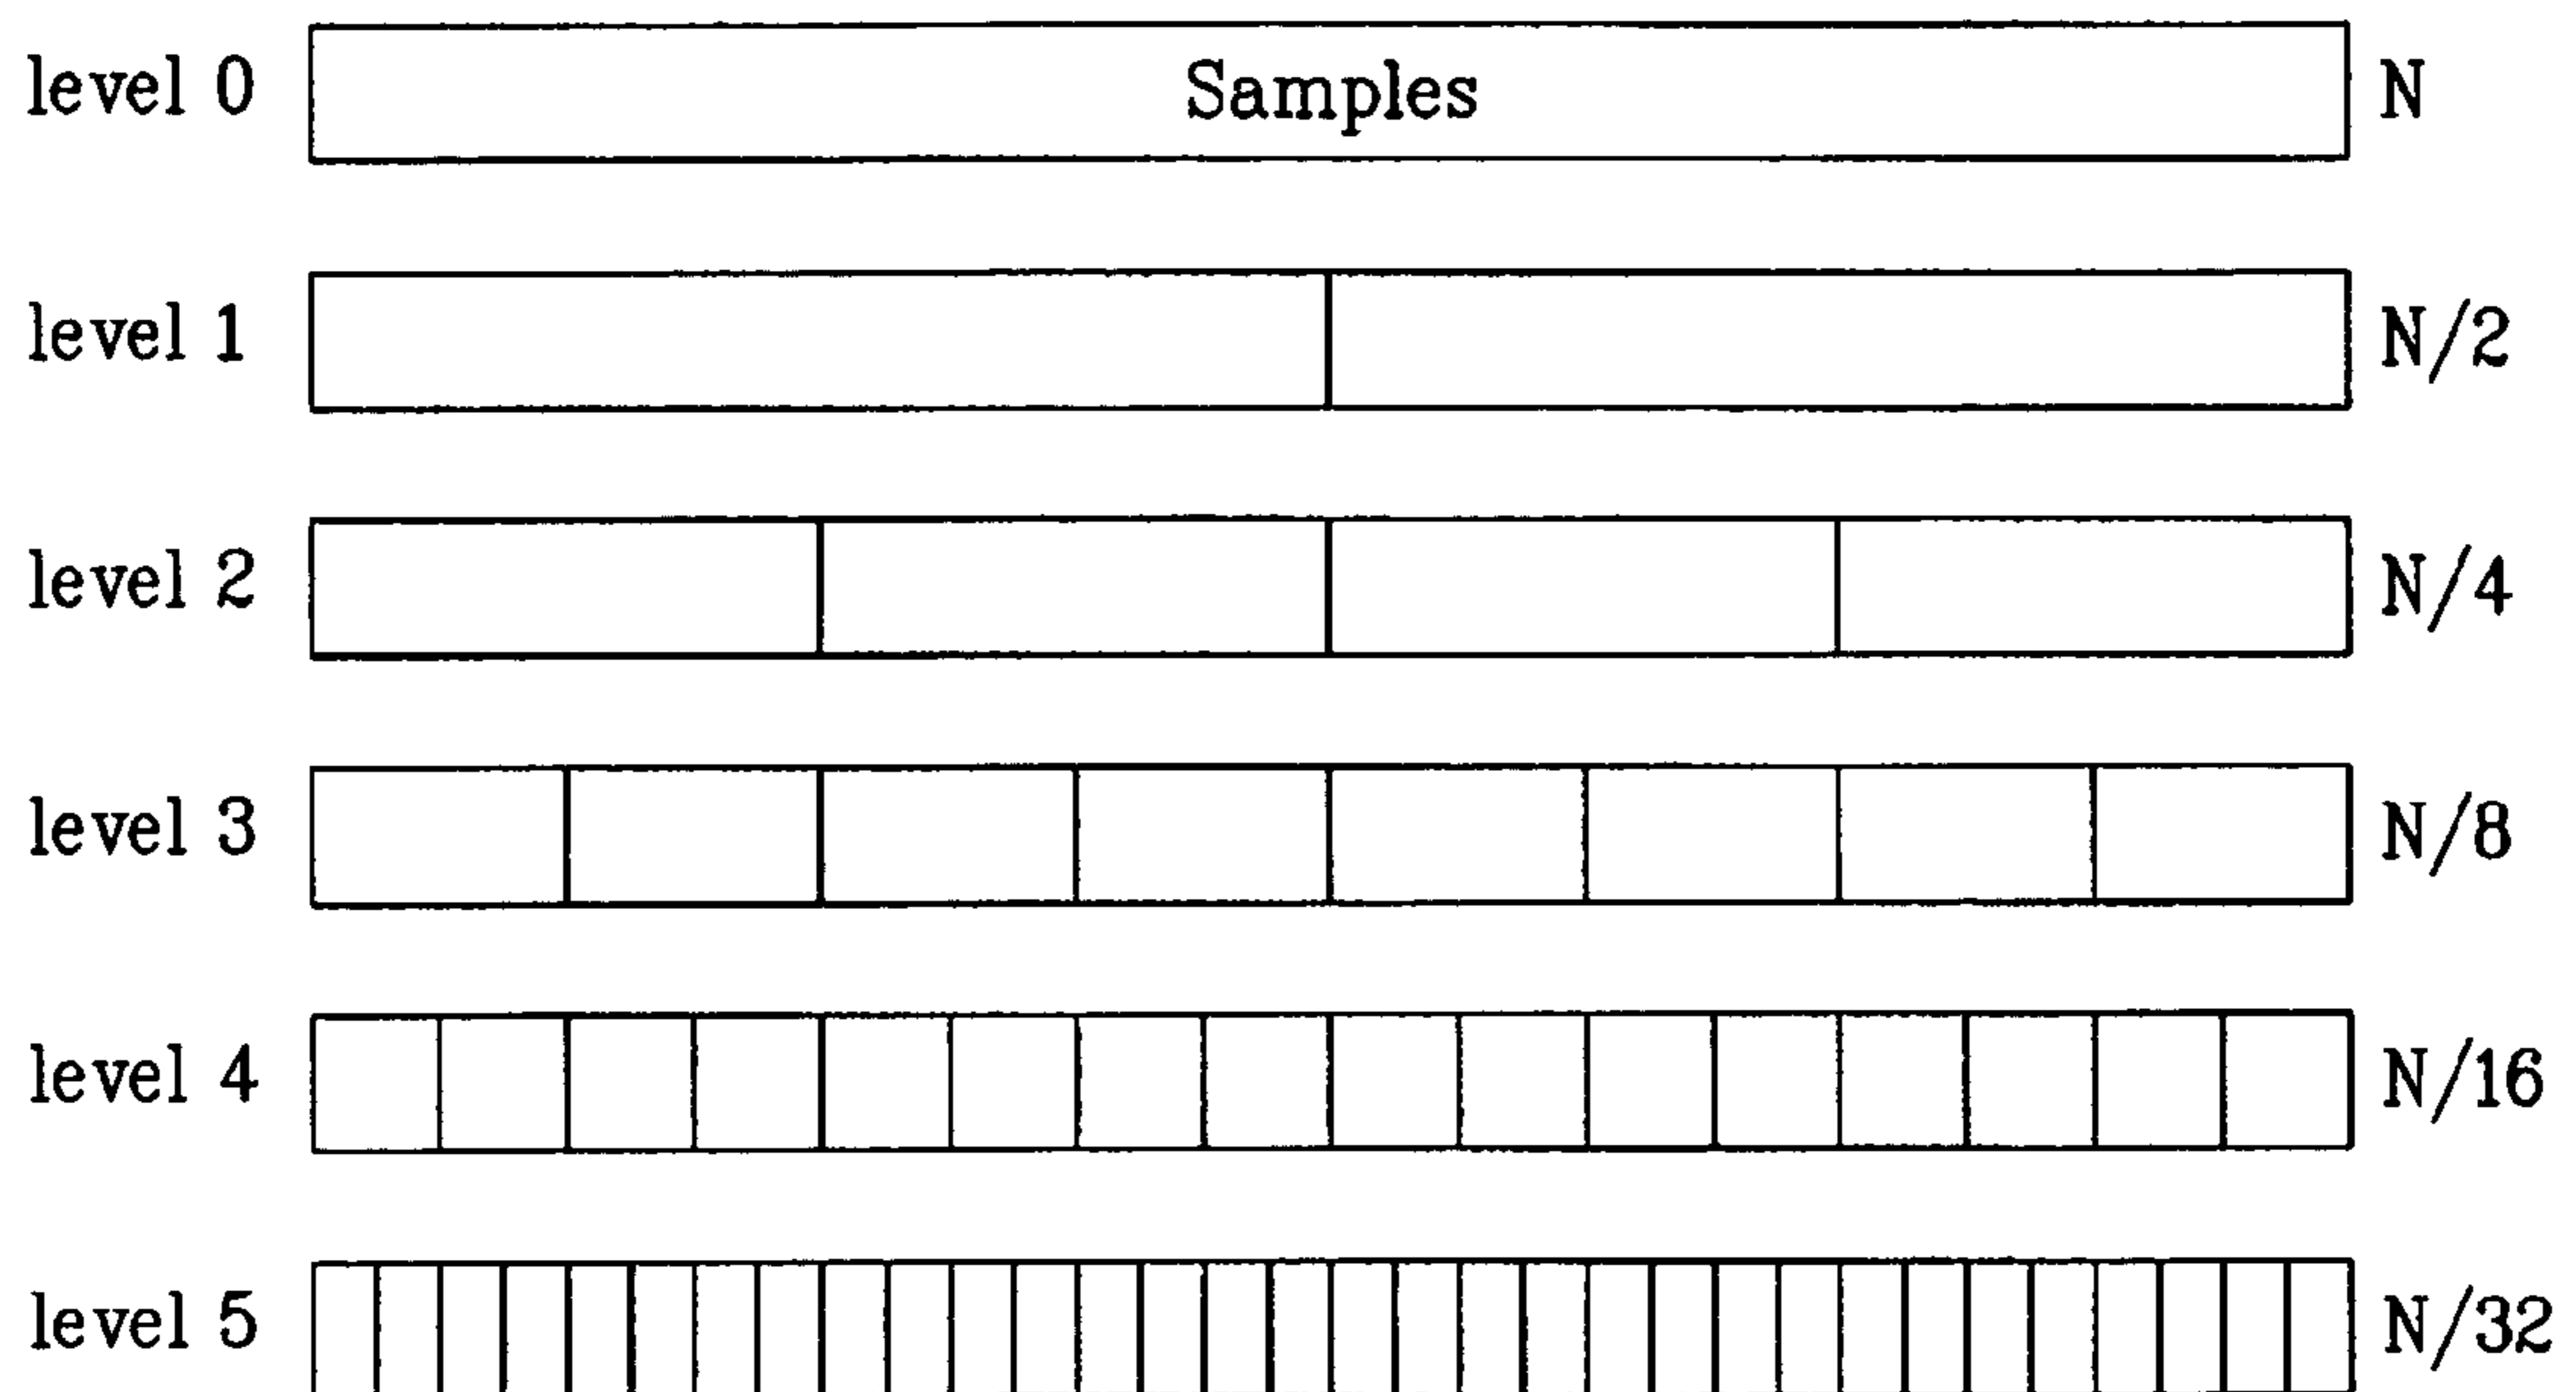 level 0 Samples N
level 1 N/2
level 2 N/4
level 3 N/8
level 4 N/16
level 5 N/32